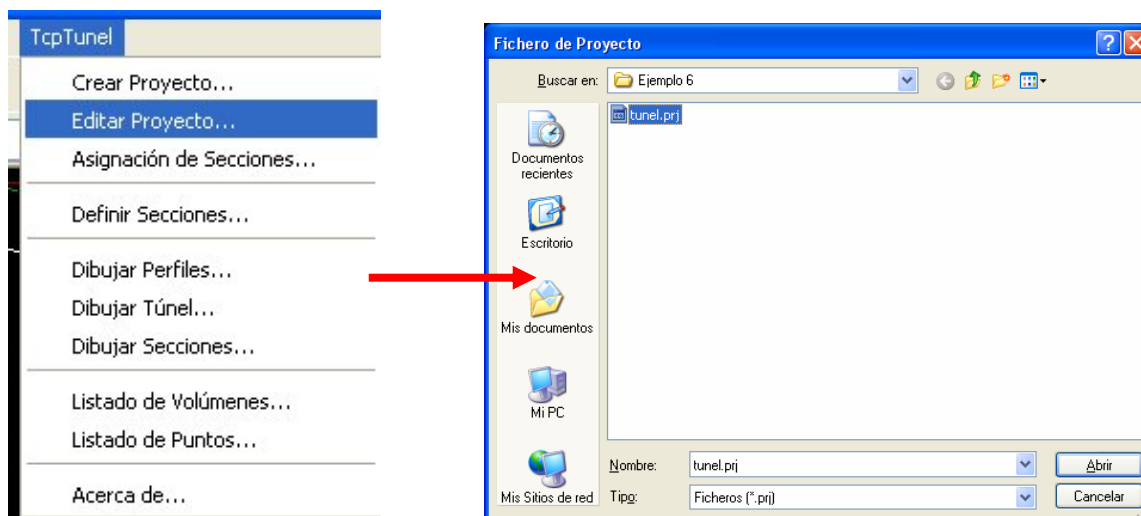 TcpTunel
Crear Proyecto...
Editar Proyecto...
Asignación de Secciones...
Definir Secciones...
Dibujar Perfiles...
Dibujar Túnel...
Dibujar Secciones...
Listado de Volúmenes...
Listado de Puntos...
Acerca de...
Fichero de Proyecto
Buscar en: Ejemplo 6
tunel.prj
Documentos
recientes
Escritorio
Mis documentos
Mi PC
Mis Sitios de red
Nombre: tunel.prj Abrir
Tipo: Ficheros (*.prj) Cancelar